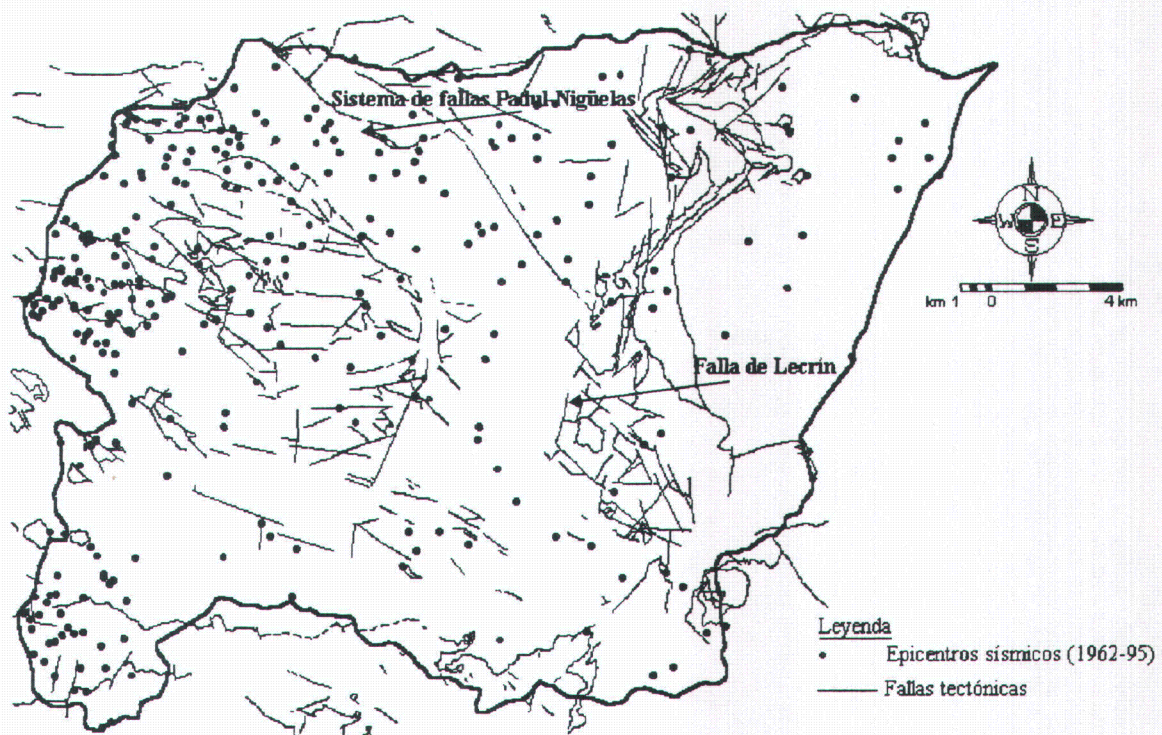 Sistema de fallas Padul-Nigüelas
N
W E
S
km 1 0 4 km
Falla de Lecrín
Leyenda
Epicentros sísmicos (1962-95)
Fallas tectónicas